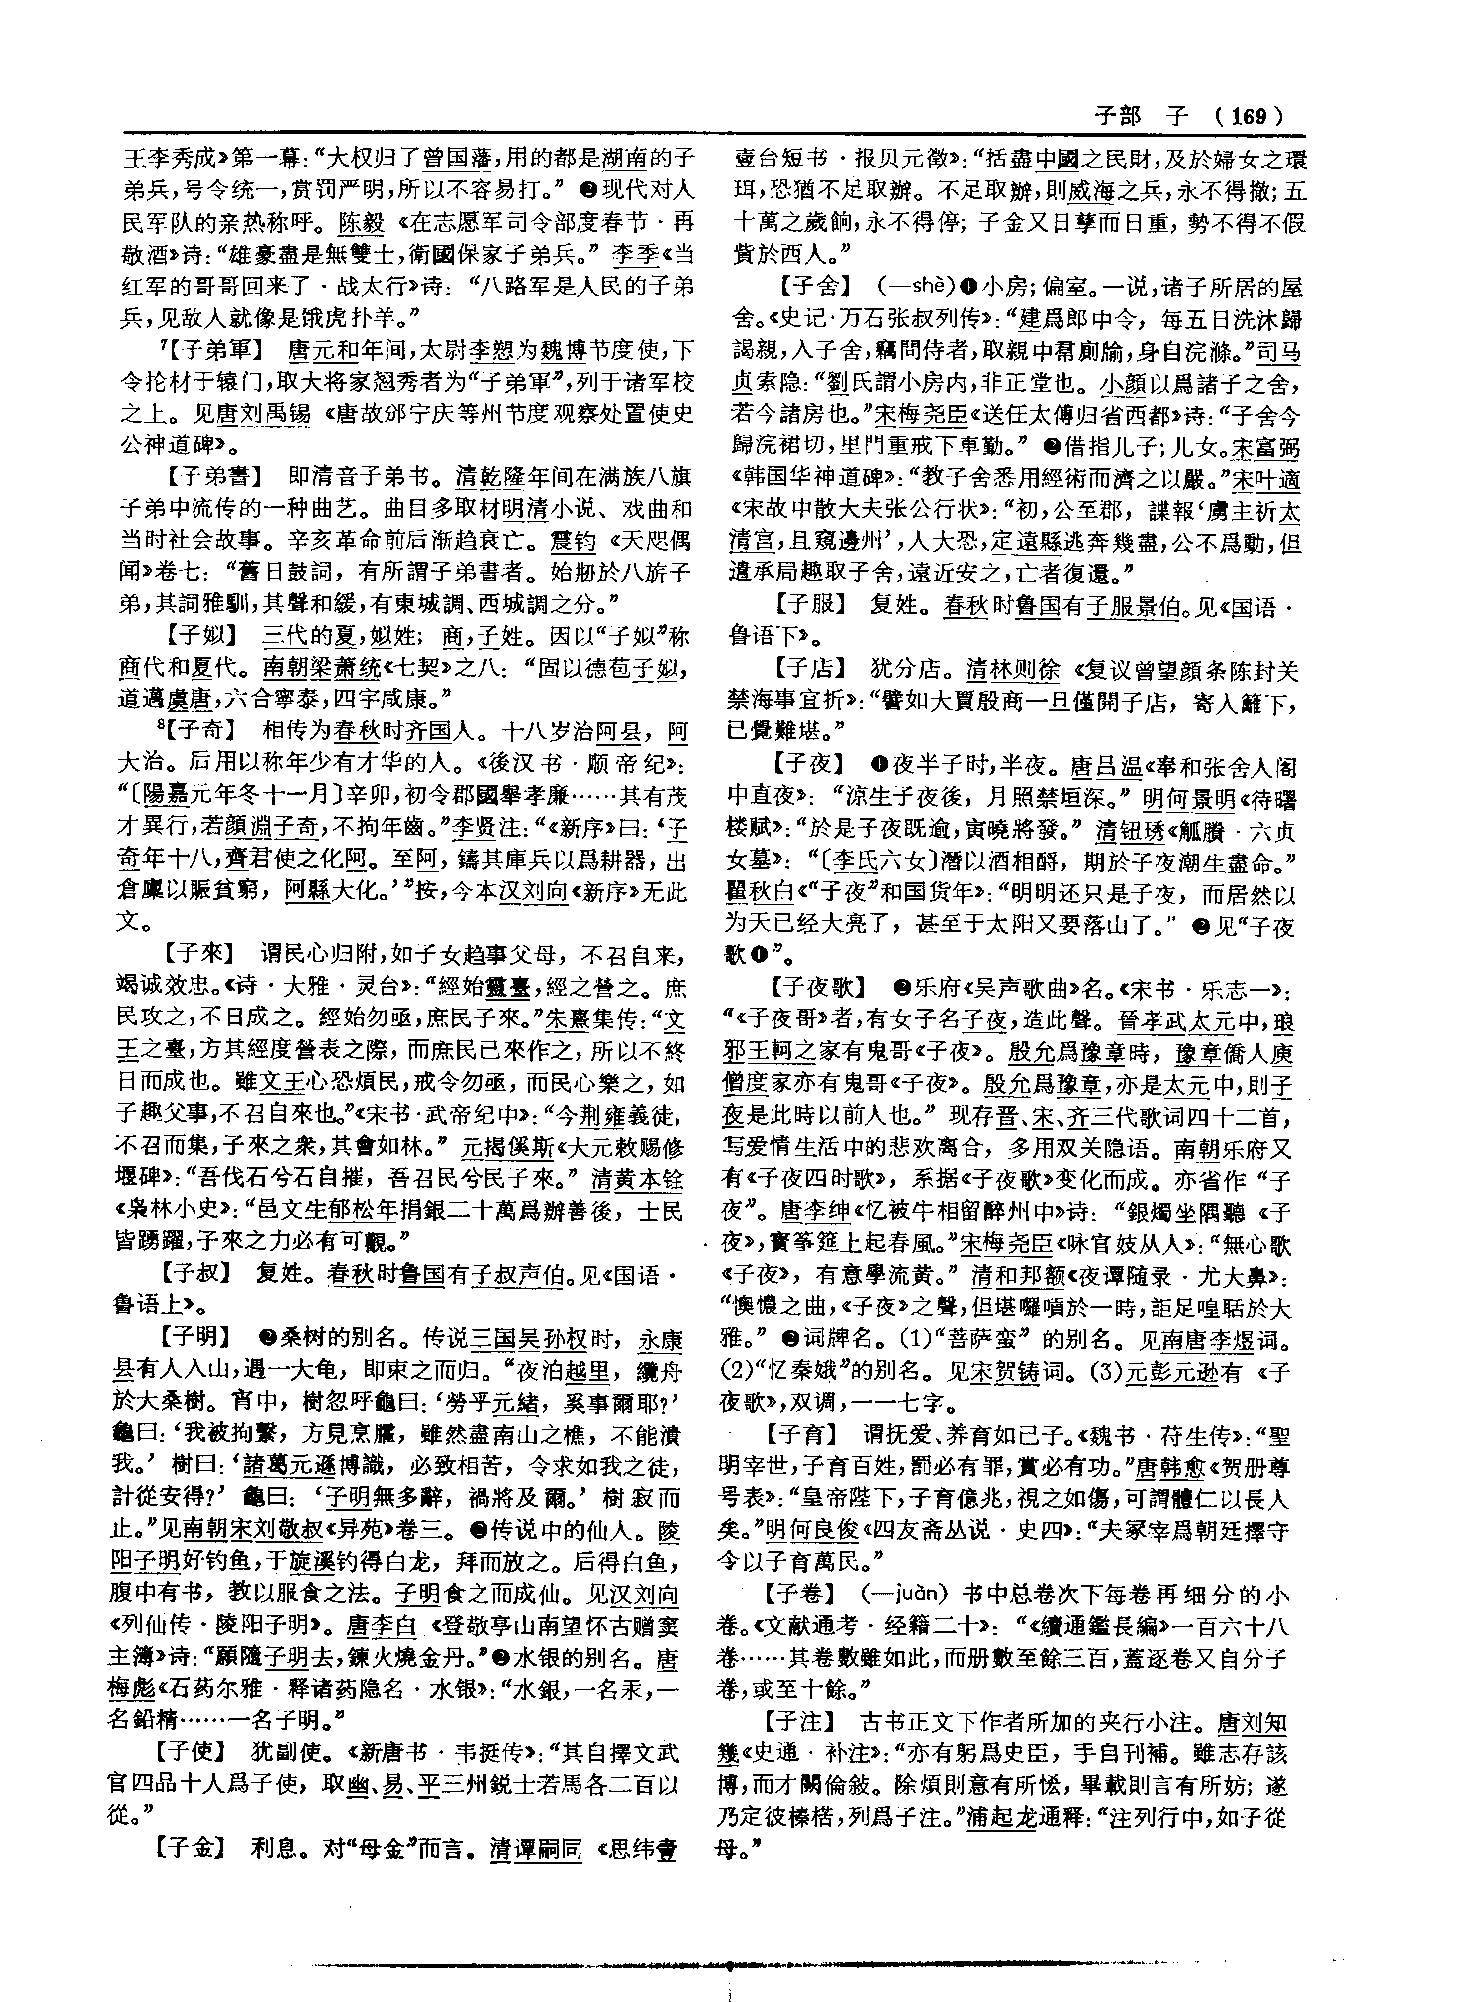 子部　子　（169）
王李秀成》第一幕：“大权归了曾国藩，用的都是湖南的子
弟兵，号令统一，赏罚严明，所以不容易打。”❷现代对人
民军队的亲热称呼。陈毅《在志愿军司令部度春节·再
敬酒》诗：“雄豪盡是無雙士，衛國保家子弟兵。”李季《当
红军的哥哥回来了·战太行》诗：“八路军是人民的子弟
兵，见敌人就像是饿虎扑羊。”
⁷【子弟軍】　唐元和年间，太尉李愬为魏博节度使，下
令抡材于辕门，取大将家翘秀者为“子弟軍”，列于诸军校
之上。见唐刘禹锡《唐故邠宁庆等州节度观察处置使史
公神道碑》。
【子弟書】　即清音子弟书。清乾隆年间在满族八旗
子弟中流传的一种曲艺。曲目多取材明清小说、戏曲和
当时社会故事。辛亥革命前后渐趋衰亡。震钧《天咫偶
闻》卷七：“舊日鼓詞，有所謂子弟書者。始剙於八旂子
弟，其詞雅馴，其聲和緩，有東城調、西城調之分。”
【子姒】　三代的夏，姒姓；商，子姓。因以“子姒”称
商代和夏代。南朝梁萧统《七契》之八：“固以德苞子姒，
道邁虞唐，六合寧泰，四宇咸康。”
⁸【子奇】　相传为春秋时齐国人。十八岁治阿县，阿
大治。后用以称年少有才华的人。《後汉书·顺帝纪》：
“〔陽嘉元年冬十一月〕辛卯，初令郡國舉孝廉……其有茂
才異行，若顔淵子奇，不拘年齒。”李贤注：“《新序》曰：‘子
奇年十八，齊君使之化阿。至阿，鑄其庫兵以爲耕器，出
倉廩以賑貧窮，阿縣大化。’”按，今本汉刘向《新序》无此
文。
【子來】　谓民心归附，如子女趋事父母，不召自来，
竭诚效忠。《诗·大雅·灵台》：“經始靈臺，經之營之。庶
民攻之，不日成之。經始勿亟，庶民子來。”朱熹集传：“文
王之臺，方其經度營表之際，而庶民已來作之，所以不終
日而成也。雖文王心恐煩民，戒令勿亟，而民心樂之，如
子趣父事，不召自來也。”《宋书·武帝纪中》：“今荆雍義徒，
不召而集，子來之衆，其會如林。”元揭傒斯《大元敕赐修
堰碑》：“吾伐石兮石自摧，吾召民兮民子來。”清黄本铨
《枭林小史》：“邑文生郁松年捐銀二十萬爲辦善後，士民
皆踴躍，子來之力必有可觀。”
【子叔】　复姓。春秋时鲁国有子叔声伯。见《国语·
鲁语上》。
【子明】　❶桑树的别名。传说三国吴孙权时，永康
县有人入山，遇一大龟，即束之而归。“夜泊越里，纜舟
於大桑樹。宵中，樹忽呼龜曰：‘勞乎元緒，奚事爾耶？’
龜曰：‘我被拘繫，方見烹臛，雖然盡南山之樵，不能潰
我。’樹曰：‘諸葛元遜博識，必致相苦，令求如我之徒，
計從安得？’龜曰：‘子明無多辭，禍將及爾。’樹寂而
止。”见南朝宋刘敬叔《异苑》卷三。❷传说中的仙人。陵
阳子明好钓鱼，于旋溪钓得白龙，拜而放之。后得白鱼，
腹中有书，教以服食之法。子明食之而成仙。见汉刘向
《列仙传·陵阳子明》。唐李白《登敬亭山南望怀古赠窦
主簿》诗：“願隨子明去，鍊火燒金丹。”❸水银的别名。唐
梅彪《石药尔雅·释诸药隐名·水银》：“水銀，一名汞，一
名鉛精……一名子明。”
【子使】　犹副使。《新唐书·韦挺传》：“其自擇文武
官四品十人爲子使，取幽、易、平三州鋭士若馬各二百以
從。”
【子金】　利息。对“母金”而言。清谭嗣同《思纬壹
壹台短书·报贝元徵》：“括盡中國之民財，及於婦女之環
珥，恐猶不足取辦。不足取辦，則威海之兵，永不得撤；五
十萬之歲餉，永不得停；子金又日孳而日重，勢不得不假
貲於西人。”
【子舍】　（—shè）❶小房；偏室。一说，诸子所居的屋
舍。《史记·万石张叔列传》：“建爲郎中令，每五日洗沐歸
謁親，入子舍，竊問侍者，取親中帬廁牏，身自浣滌。”司马
贞索隐：“劉氏謂小房内，非正堂也。小顔以爲諸子之舍，
若今諸房也。”宋梅尧臣《送任太傅归省西都》诗：“子舍今
歸浣裙切，里門重戒下車勤。”❷借指儿子；儿女。宋富弼
《韩国华神道碑》：“教子舍悉用經術而濟之以嚴。”宋叶適
《宋故中散大夫张公行状》：“初，公至郡，諜報‘虜主祈太
清宫，且窺邊州’，人大恐，定遠縣逃奔幾盡，公不爲動，但
遣承局趣取子舍，遠近安之，亡者復還。”
【子服】　复姓。春秋时鲁国有子服景伯。见《国语·
鲁语下》。
【子店】　犹分店。清林则徐《复议曾望颜条陈封关
禁海事宜折》：“譬如大賈殷商一旦僅開子店，寄人籬下，
已覺難堪。”
【子夜】　❶夜半子时，半夜。唐吕温《奉和张舍人阁
中直夜》：“涼生子夜後，月照禁垣深。”明何景明《待曙
楼赋》：“於是子夜既逾，寅曉將發。”清钮琇《觚賸·六贞
女墓》：“〔李氏六女〕潛以酒相酹，期於子夜潮生盡命。”
瞿秋白《“子夜”和国货年》：“明明还只是子夜，而居然以
为天已经大亮了，甚至于太阳又要落山了。”❷见“子夜
歌❶”。
【子夜歌】　❶乐府《吴声歌曲》名。《宋书·乐志一》：
“《子夜哥》者，有女子名子夜，造此聲。晉孝武太元中，琅
邪王軻之家有鬼哥《子夜》。殷允爲豫章時，豫章僑人庾
僧度家亦有鬼哥《子夜》。殷允爲豫章，亦是太元中，則子
夜是此時以前人也。”现存晋、宋、齐三代歌词四十二首，
写爱情生活中的悲欢离合，多用双关隐语。南朝乐府又
有《子夜四时歌》，系据《子夜歌》变化而成。亦省作“子
夜”。唐李绅《忆被牛相留醉州中》诗：“銀燭坐隅聽《子
夜》，寳筝筵上起春風。”宋梅尧臣《咏官妓从人》：“無心歌
《子夜》，有意學流黄。”清和邦额《夜谭随录·尤大鼻》：
“懊憹之曲，《子夜》之聲，但堪囉嗊於一時，詎足喤聒於大
雅。”❷词牌名。（1）“菩萨蛮”的别名。见南唐李煜词。
（2）“忆秦娥”的别名。见宋贺铸词。（3）元彭元逊有《子
夜歌》，双调，一一七字。
【子育】　谓抚爱、养育如己子。《魏书·苻生传》：“聖
明宰世，子育百姓，罰必有罪，賞必有功。”唐韩愈《贺册尊
号表》：“皇帝陛下，子育億兆，視之如傷，可謂體仁以長人
矣。”明何良俊《四友斋丛说·史四》：“夫冢宰爲朝廷擇守
令以子育萬民。”
【子卷】　（—juàn）书中总卷次下每卷再细分的小
卷。《文献通考·经籍二十》：“《續通鑑長編》一百六十八
卷……其卷數雖如此，而册數至餘三百，蓋逐卷又自分子
卷，或至十餘。”
【子注】　古书正文下作者所加的夹行小注。唐刘知
幾《史通·补注》：“亦有躬爲史臣，手自刊補。雖志存該
博，而才闕倫敍。除煩則意有所恡，畢載則言有所妨；遂
乃定彼榛楛，列爲子注。”浦起龙通释：“注列行中，如子從
母。”